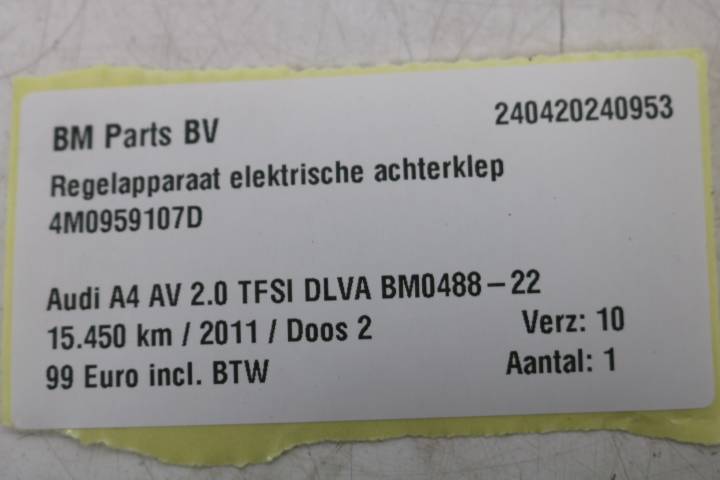 BM Parts BV 240420240953
Regelapparaat elektrische achterklep
4M0959107D
Audi A4 AV 2.0 TFSI DLVA BM0488-22
15.450 km / 2011 / Doos 2 Verz: 10
99 Euro incl. BTW Aantal: 1